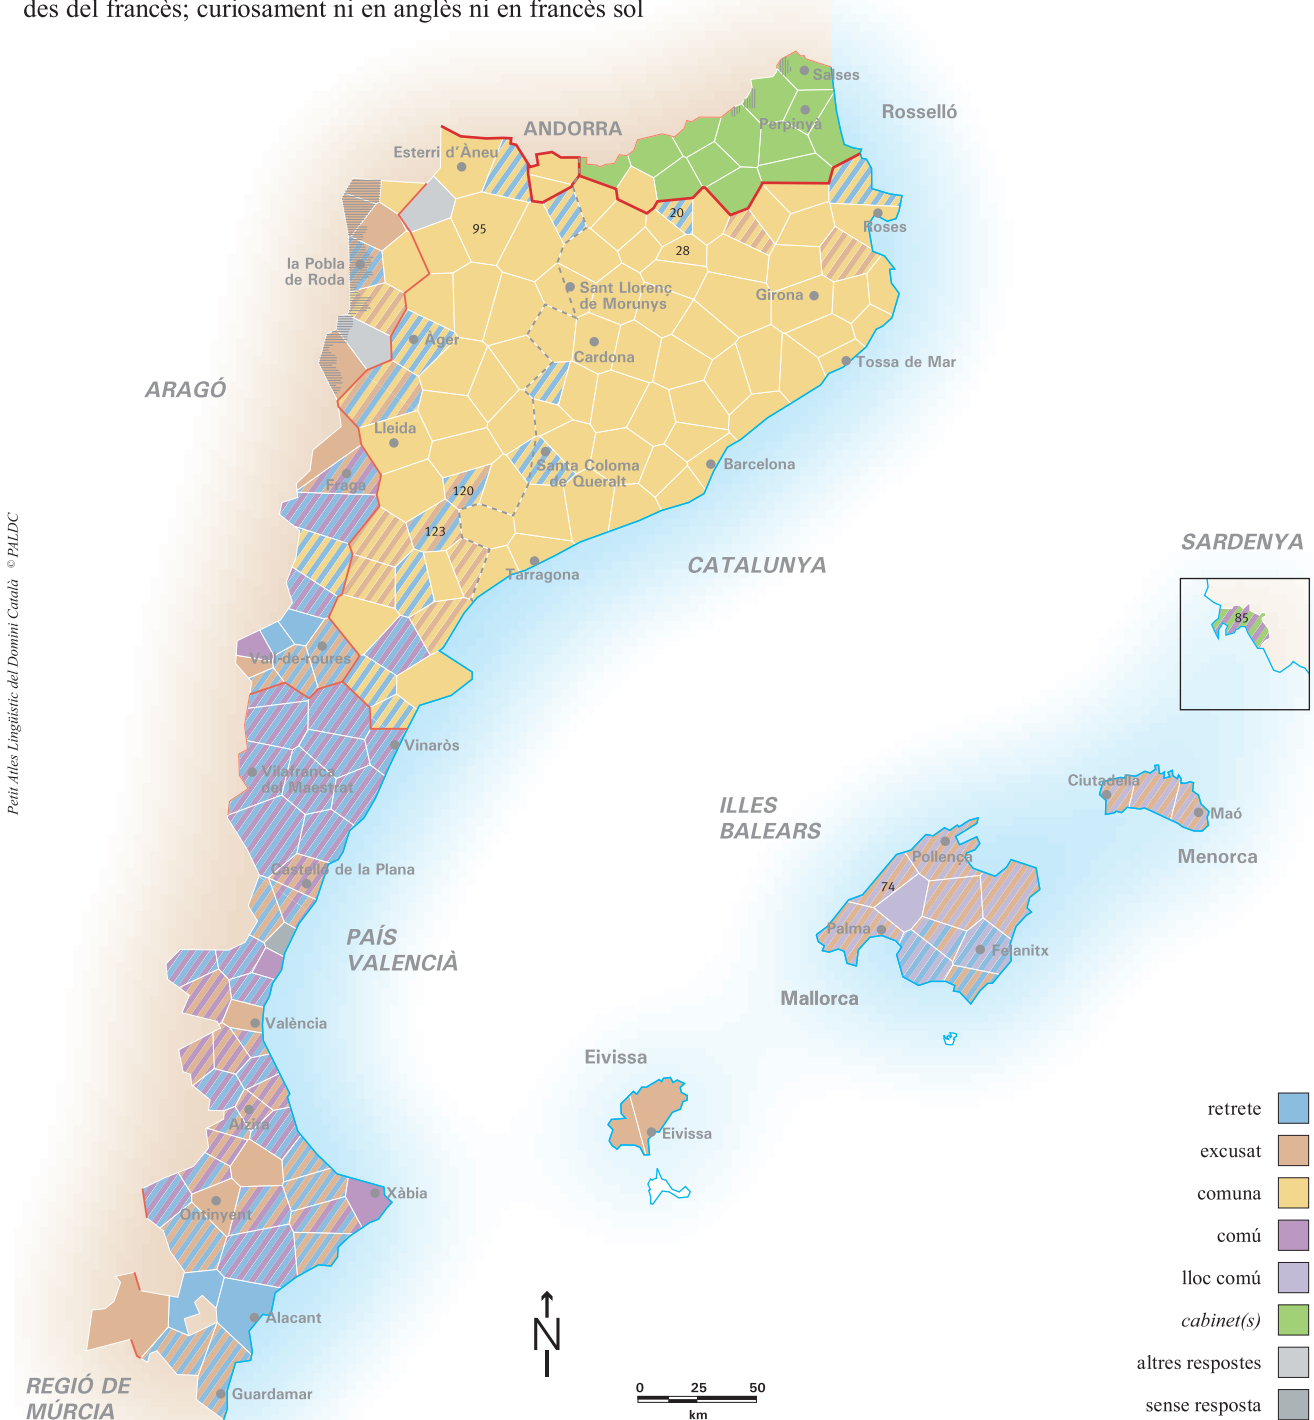 des del francès; curiosament ni en anglès ni en francès sol
Salses
Rosselló
Perpinyà
ANDORRA
Esterri d'Àneu
20
Roses
95
28
la Pobla
de Roda
Sant Llorenç
de Morunys
Girona
Àger
Cardona
Tossa de Mar
ARAGÓ
Lleida
Santa Coloma
de Queralt
Barcelona
Fraga
120
123
Tarragona
CATALUNYA
SARDENYA
85
Petit Atles Lingüístic del Domini Català © PALDC
Vall-de-roures
Vinaròs
Vilafranca
del Maestrat
Ciutadella
Maó
Menorca
ILLES
BALEARS
Pollença
74
Castelló de la Plana
Palma
Felanitx
PAÍS
VALENCIÀ
Mallorca
València
Eivissa
Eivissa
Alzira
Xàbia
Ontinyent
Alacant
Guardamar
REGIÓ DE
MÚRCIA
N
0 25 50
km
retrete
excusat
comuna
comú
lloc comú
cabinet(s)
altres respostes
sense resposta